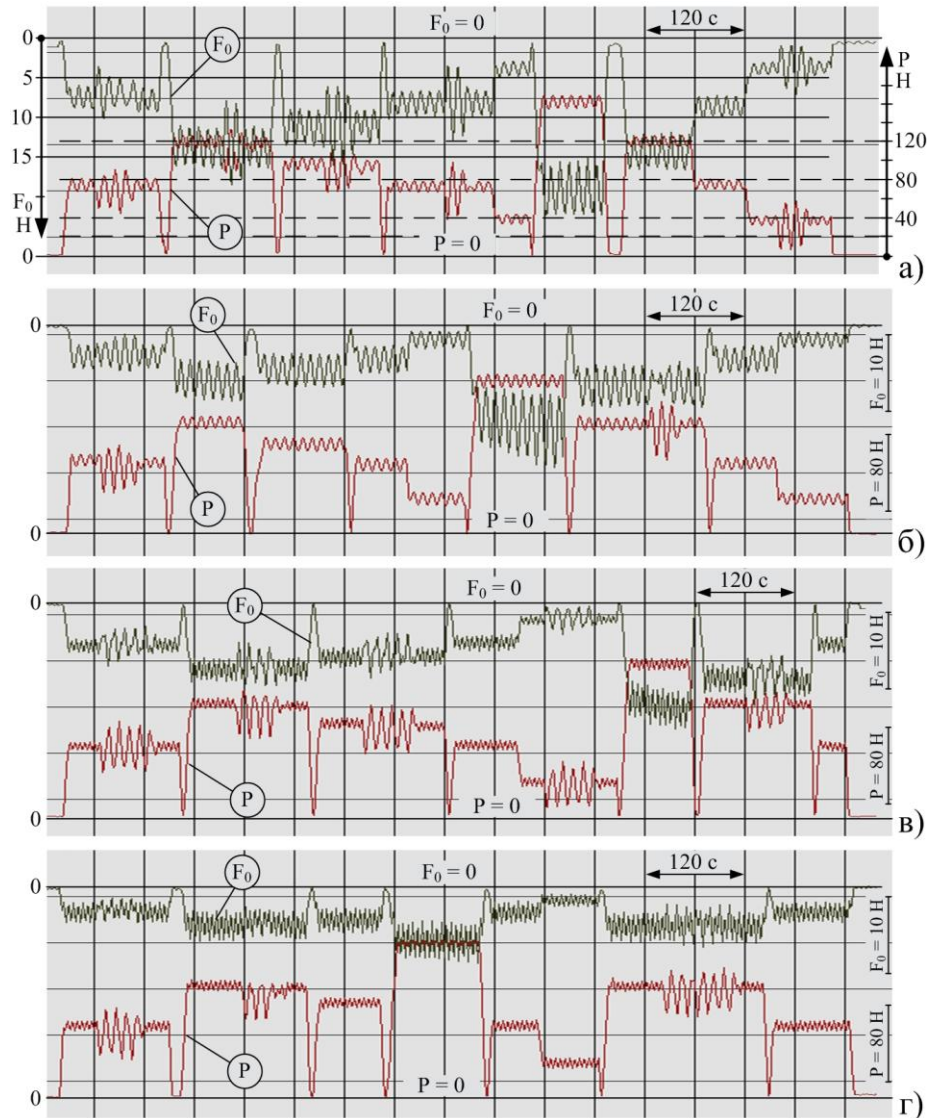 F₀ = 0
120 с
0
F₀
P
H
5
10
120
15
80
F₀
H
P
40
0
P = 0
а)
120 с
F₀ = 0
0
F₀
F₀ = 10 H
P = 80 H
P
P = 0
0
б)
F₀ = 0
120 с
0
F₀
F₀ = 10 H
P = 80 H
P
P = 0
0
в)
F₀ = 0
120 с
0
F₀
F₀ = 10 H
P = 80 H
P
P = 0
0
г)